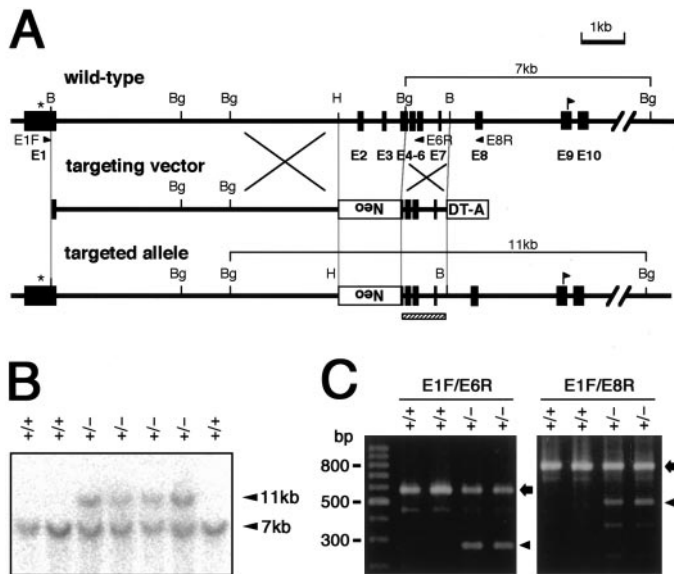 A
1kb
7kb
wild-type
* B Bg Bg H Bg B Bg
E1F E6R E8R
E1 E2 E3 E4-6 E7 E8 E9 E10
targeting vector
Bg Bg
Neo DT-A
targeted allele
11kb
* Bg Bg H B Bg
Neo
B
+/+ +/+ +/- +/- +/- +/- +/+
11kb
7kb
C
E1F/E6R E1F/E8R
+/+ +/+ +/- +/- +/+ +/+ +/- +/-
bp
800
500
300